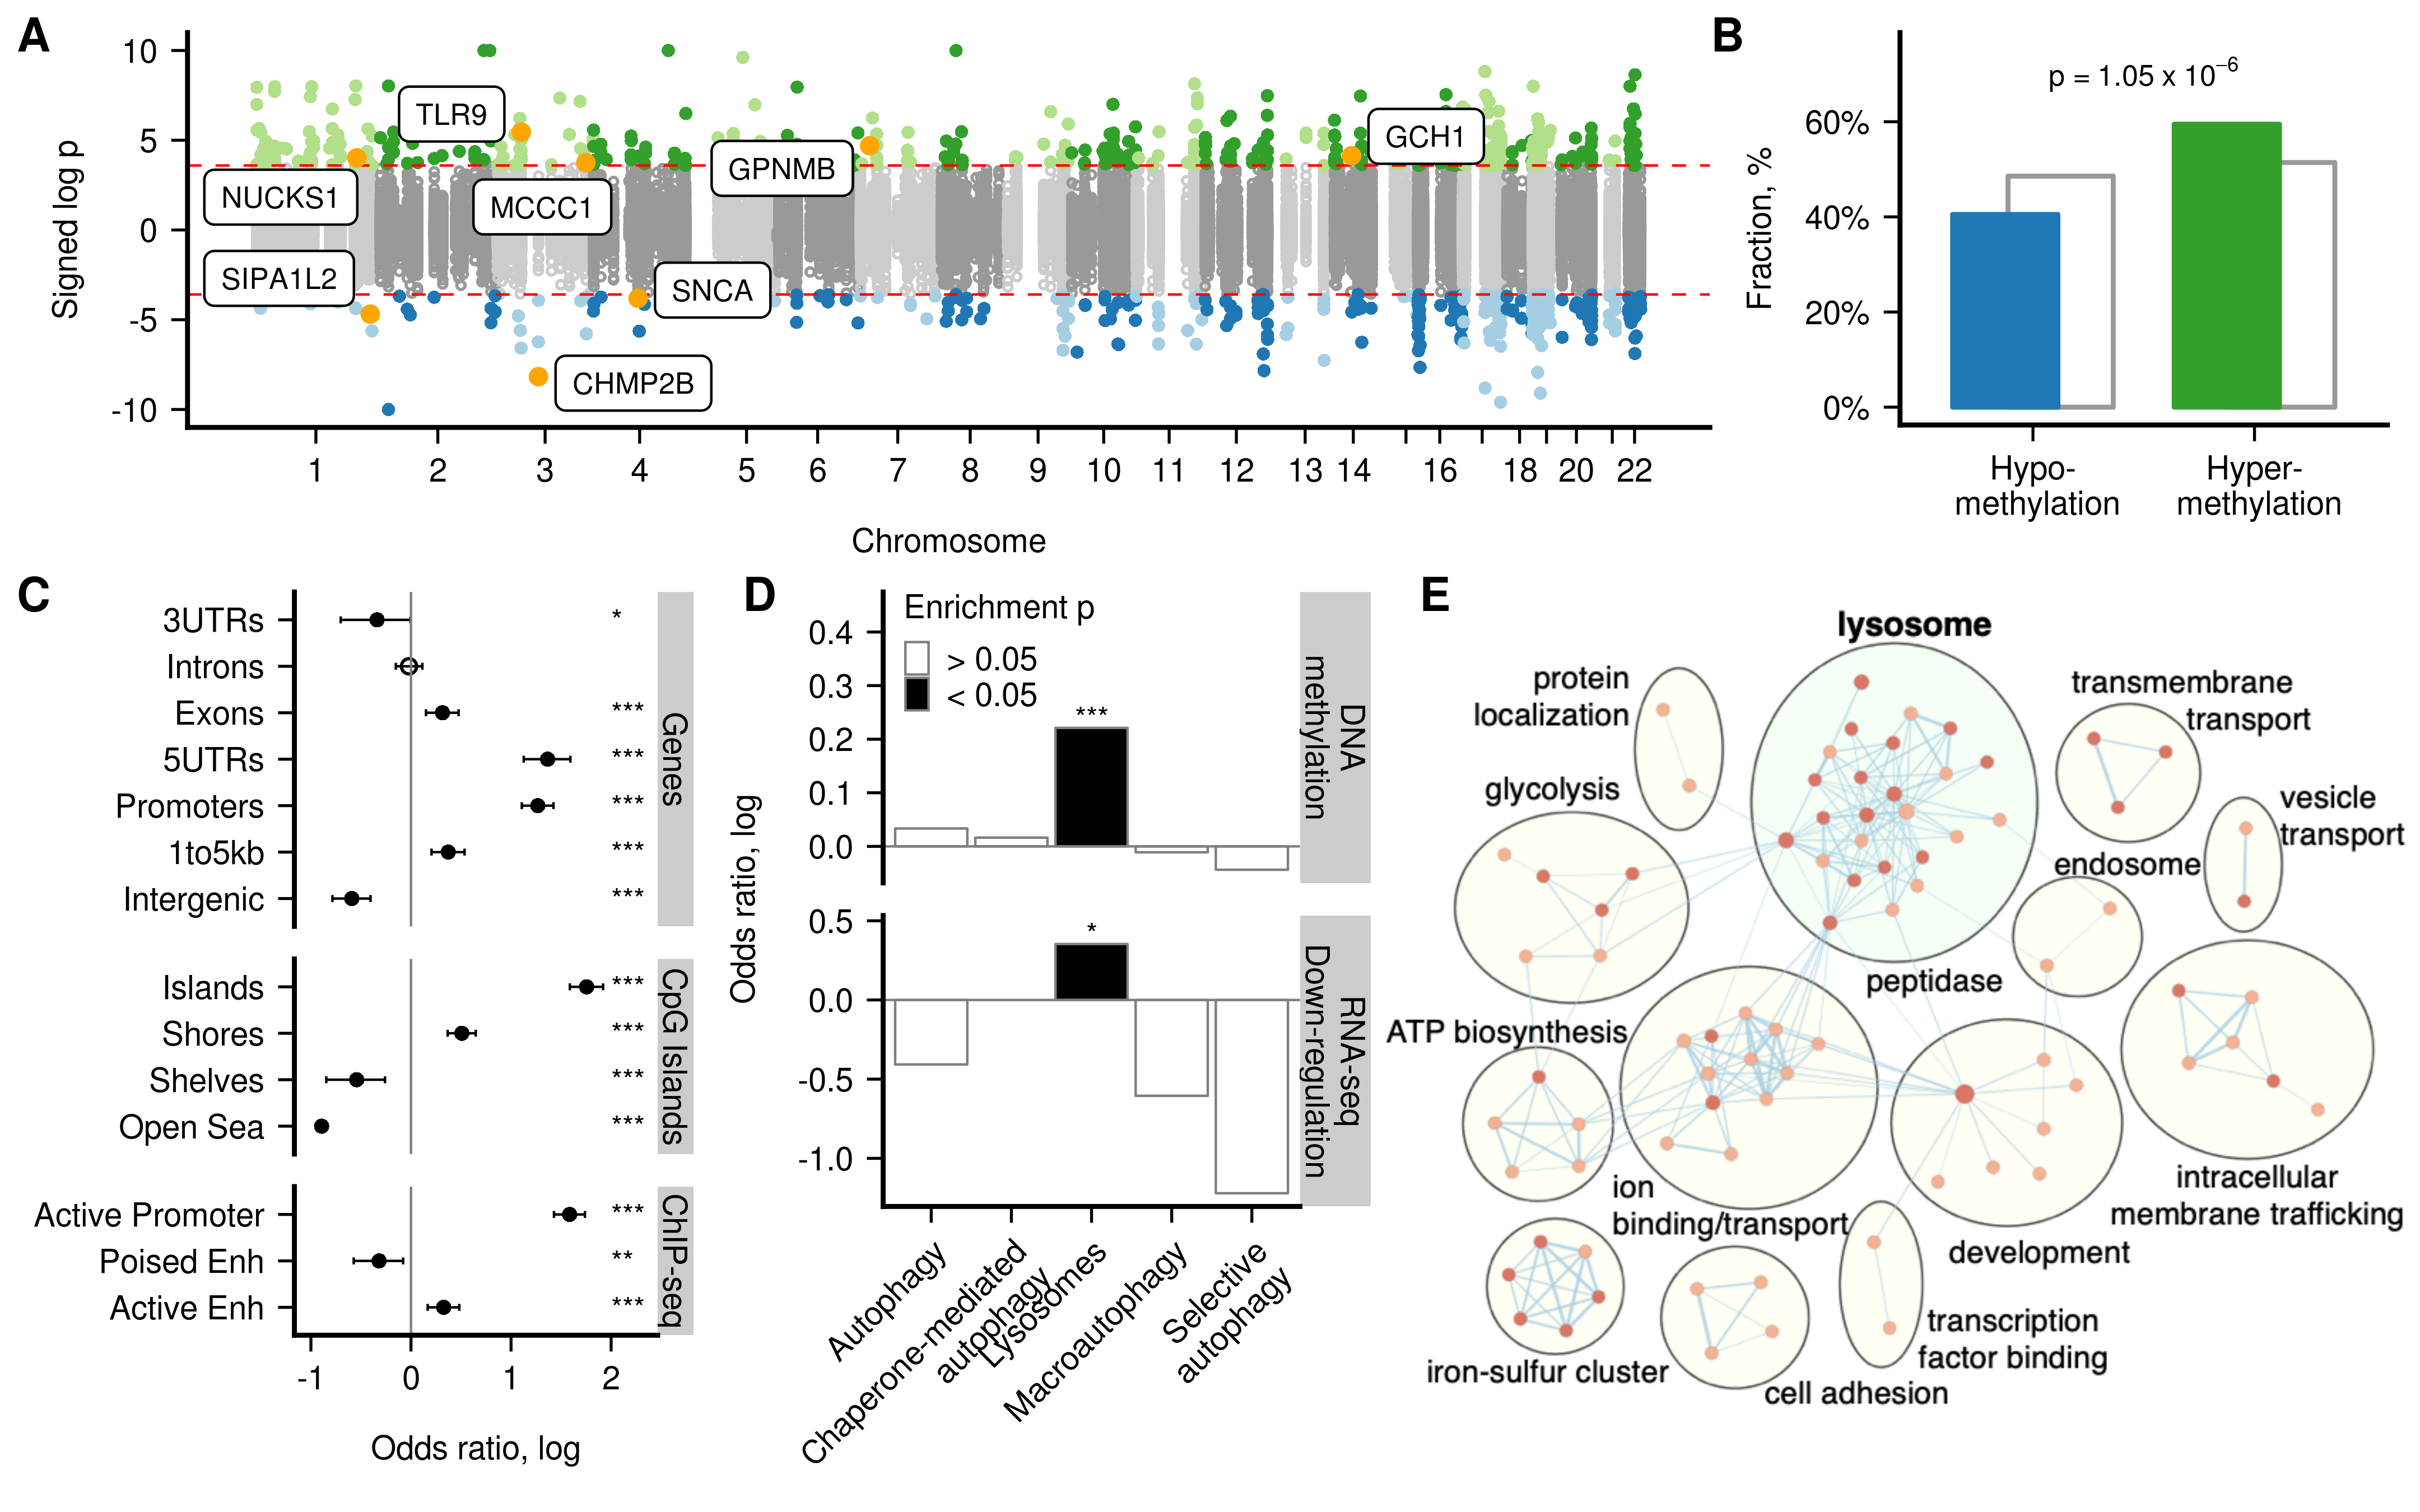 A
Signed log p
10
5
0
-5
-10
TLR9
NUCKS1
MCCC1
GPNMB
GCH1
SIPA1L2
SNCA
CHMP2B
1 2 3 4 5 6 7 8 9 10 11 12 13 14 16 18 20 22
Chromosome
B
p = 1.05 x 10⁻⁶
Fraction, %
60%
40%
20%
0%
Hypo-
methylation
Hyper-
methylation
C
3UTRs *
Introns
Exons ***
5UTRs ***
Promoters ***
1to5kb ***
Intergenic ***
Genes
Islands ***
Shores ***
Shelves ***
Open Sea ***
CpG Islands
Active Promoter ***
Poised Enh **
Active Enh ***
ChIP-seq
-1 0 1 2
Odds ratio, log
D
Enrichment p
> 0.05
< 0.05
Odds ratio, log
0.4
0.3
0.2
0.1
0.0
***
DNA
methylation
0.5
0.0
-0.5
-1.0
*
RNA-seq
Down-regulation
Autophagy
Chaperone-mediated
autophagy
Lysosomes
Macroautophagy
Selective
autophagy
E
lysosome
protein
localization
transmembrane
transport
glycolysis
vesicle
transport
endosome
peptidase
ATP biosynthesis
intracellular
membrane trafficking
ion
binding/transport
development
iron-sulfur cluster
cell adhesion
transcription
factor binding